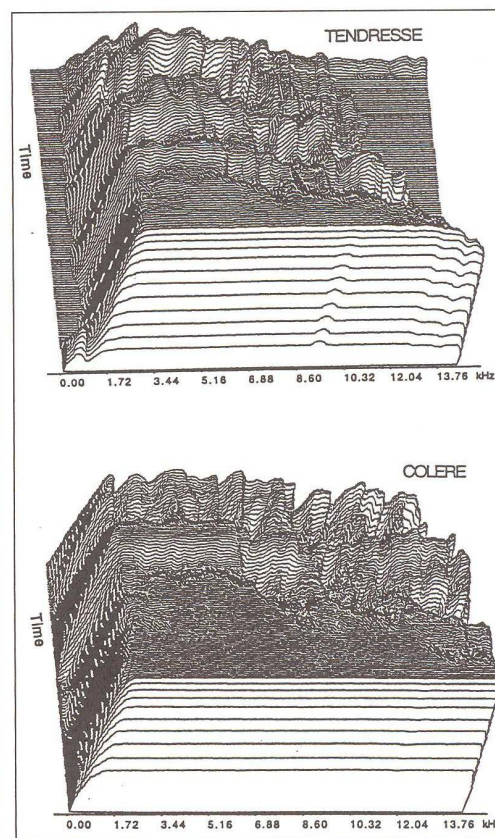 TENDRESSE
Time
0.00 1.72 3.44 5.16 6.88 8.60 10.32 12.04 13.76 kHz
COLERE
Time
0.00 1.72 3.44 5.16 6.88 8.60 10.32 12.04 13.76 kH